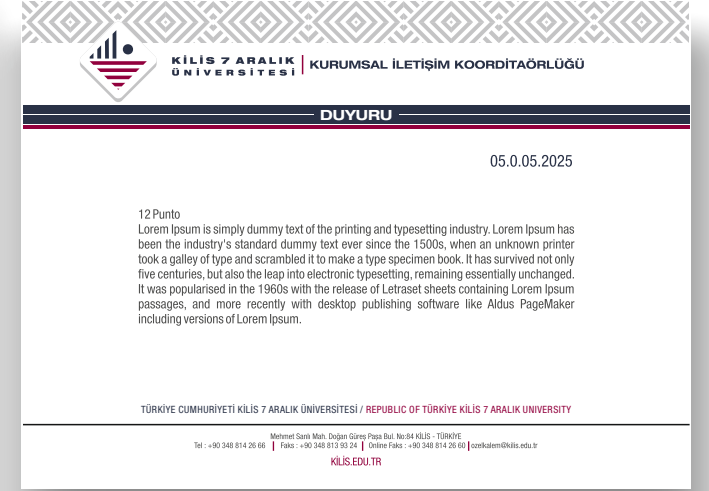 KİLİS 7 ARALIK
ÜNİVERSİTESİ
KURUMSAL İLETİŞİM KOORDİTAÖRLÜĞÜ
DUYURU
05.0.05.2025
12 Punto
Lorem Ipsum is simply dummy text of the printing and typesetting industry. Lorem Ipsum has
been the industry's standard dummy text ever since the 1500s, when an unknown printer
took a galley of type and scrambled it to make a type specimen book. It has survived not only
five centuries, but also the leap into electronic typesetting, remaining essentially unchanged.
It was popularised in the 1960s with the release of Letraset sheets containing Lorem Ipsum
passages, and more recently with desktop publishing software like Aldus PageMaker
including versions of Lorem Ipsum.
TÜRKİYE CUMHURİYETİ KİLİS 7 ARALIK ÜNİVERSİTESİ / REPUBLIC OF TÜRKİYE KİLİS 7 ARALIK UNIVERSITY
Mehmet Sanlı Mah. Doğan Güreş Paşa Bul. No:84 KİLİS - TÜRKİYE
Tel : +90 348 814 26 66 | Faks : +90 348 813 93 24 | Online Faks : +90 348 814 26 60 | ozelkalem@kilis.edu.tr
KİLİS.EDU.TR